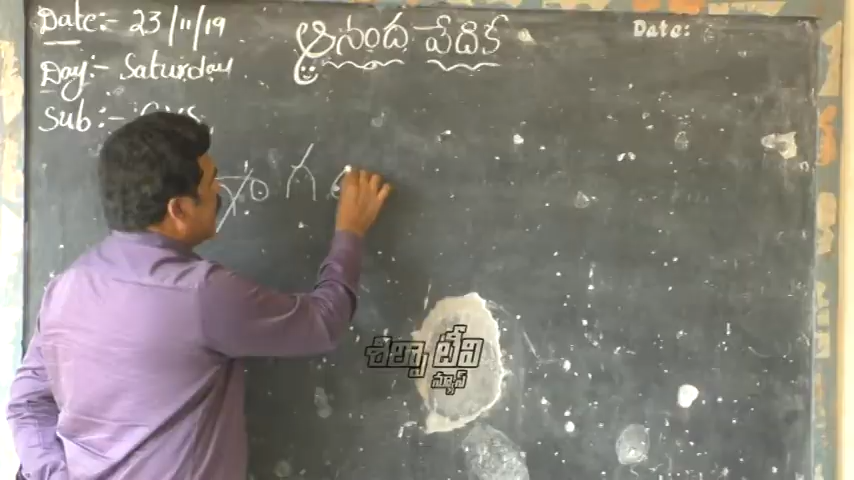 Date:- 23/11/19
ఆనంద వేదిక
Date:
Day:- Saturday
Sub:-
శిల్పా టీవి
న్యూస్